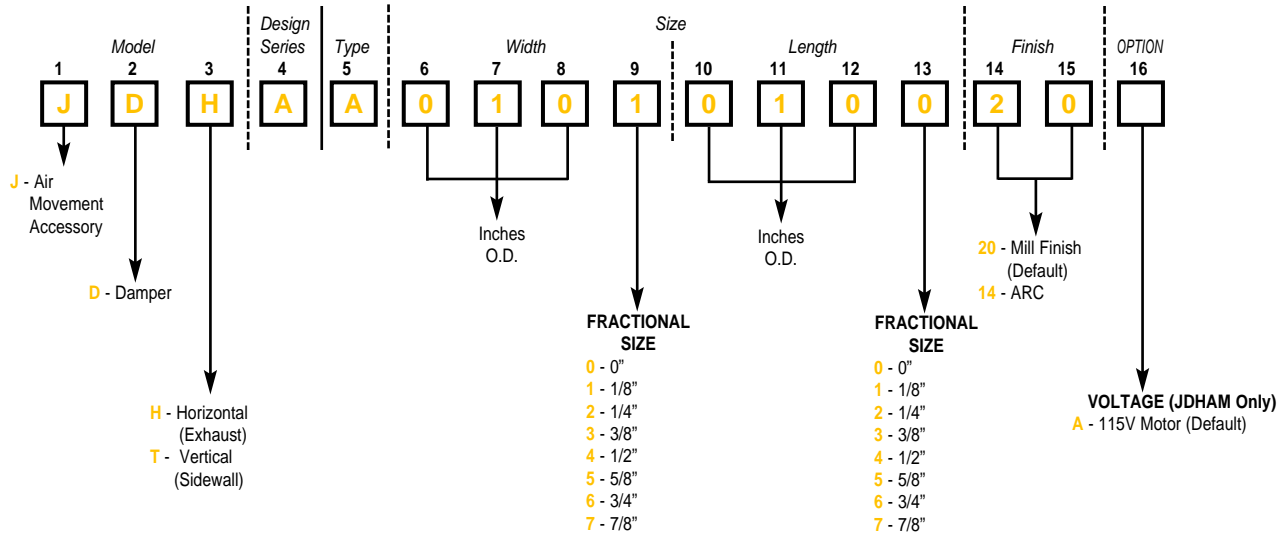 Model
Design
Series
Type
Size
Width
Length
Finish
OPTION
1 2 3 4 5 6 7 8 9 10 11 12 13 14 15 16
J D H A A 0 1 0 1 0 1 0 0 2 0
J - Air
Movement
Accessory
D - Damper
H - Horizontal
(Exhaust)
T - Vertical
(Sidewall)
Inches
O.D.
FRACTIONAL
SIZE
0 - 0”
1 - 1/8”
2 - 1/4”
3 - 3/8”
4 - 1/2”
5 - 5/8”
6 - 3/4”
7 - 7/8”
Inches
O.D.
FRACTIONAL
SIZE
0 - 0”
1 - 1/8”
2 - 1/4”
3 - 3/8”
4 - 1/2”
5 - 5/8”
6 - 3/4”
7 - 7/8”
20 - Mill Finish
(Default)
14 - ARC
VOLTAGE (JDHAM Only)
A - 115V Motor (Default)